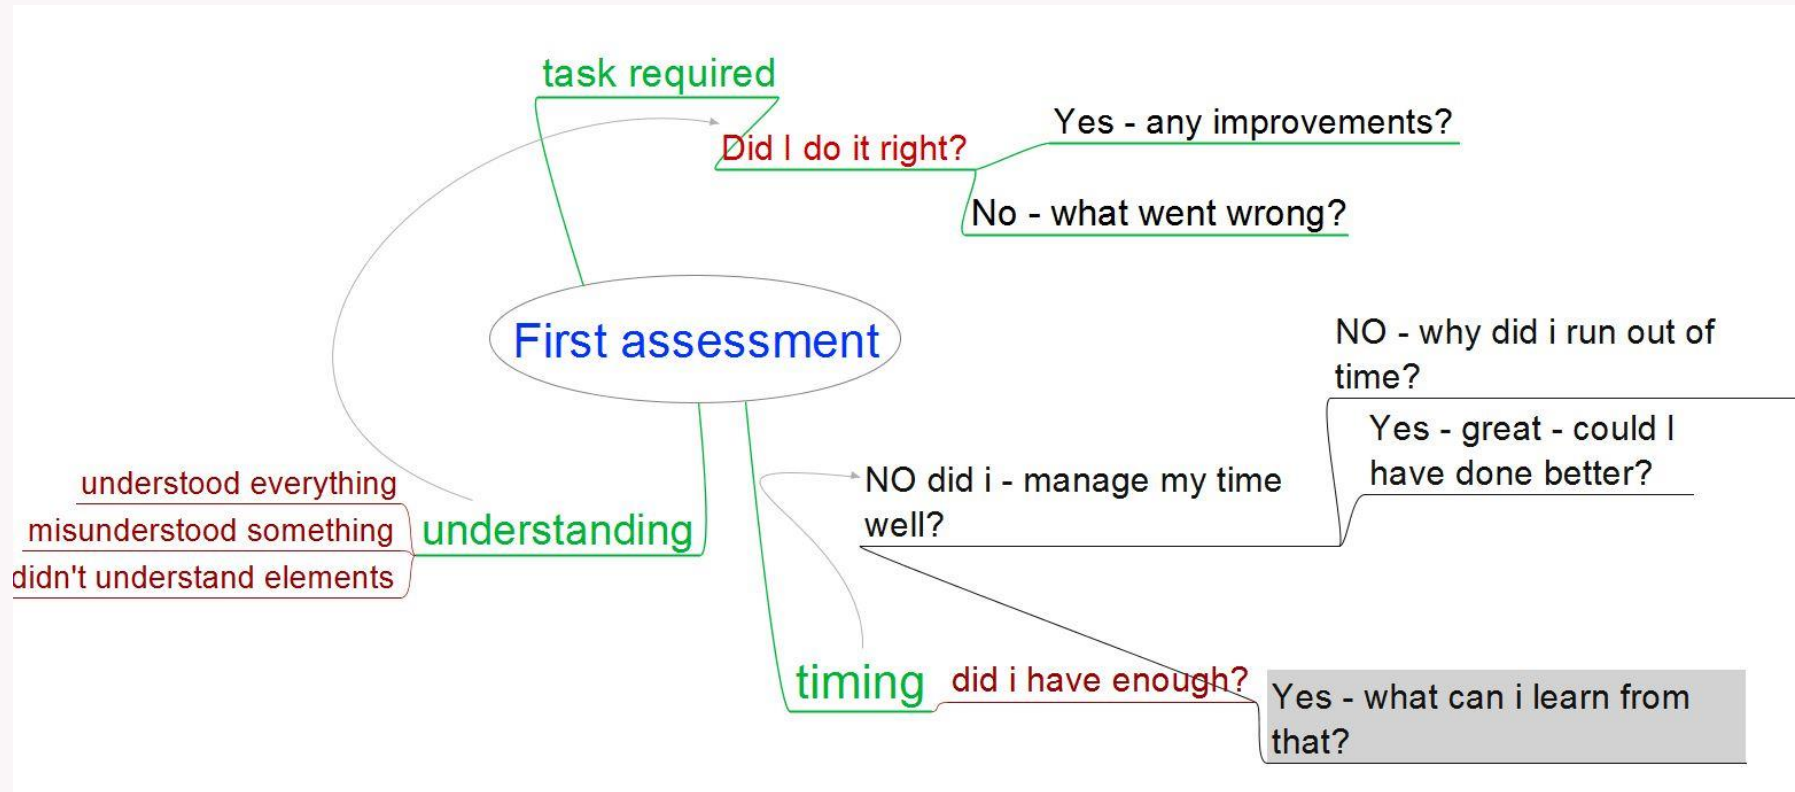 task required
Did I do it right?
Yes - any improvements?
No - what went wrong?
First assessment
NO - why did i run out of
time?
Yes - great - could I
have done better?
NO did i - manage my time
well?
understood everything
misunderstood something
didn't understand elements
understanding
timing
did i have enough?
Yes - what can i learn from
that?